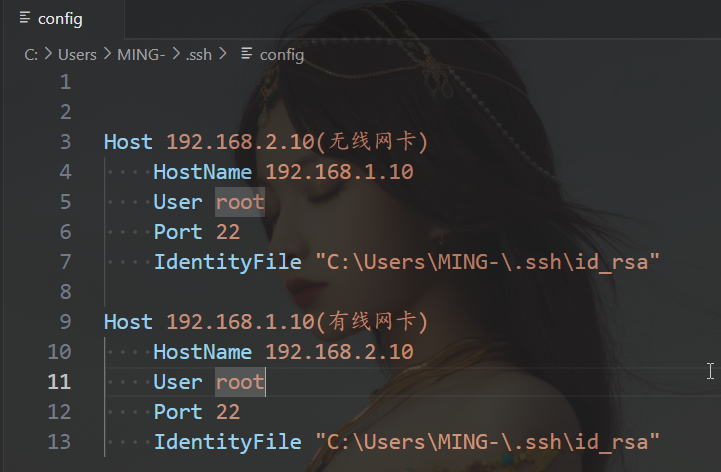 config
C: > Users > MING- > .ssh > config
1
2
3 Host 192.168.2.10(无线网卡)
4 ····HostName 192.168.1.10
5 ····User root
6 ····Port 22
7 ····IdentityFile "C:\Users\MING-\.ssh\id_rsa"
8
9 Host 192.168.1.10(有线网卡)
10 ····HostName 192.168.2.10
11 ····User root
12 ····Port 22
13 ····IdentityFile "C:\Users\MING-\.ssh\id_rsa"